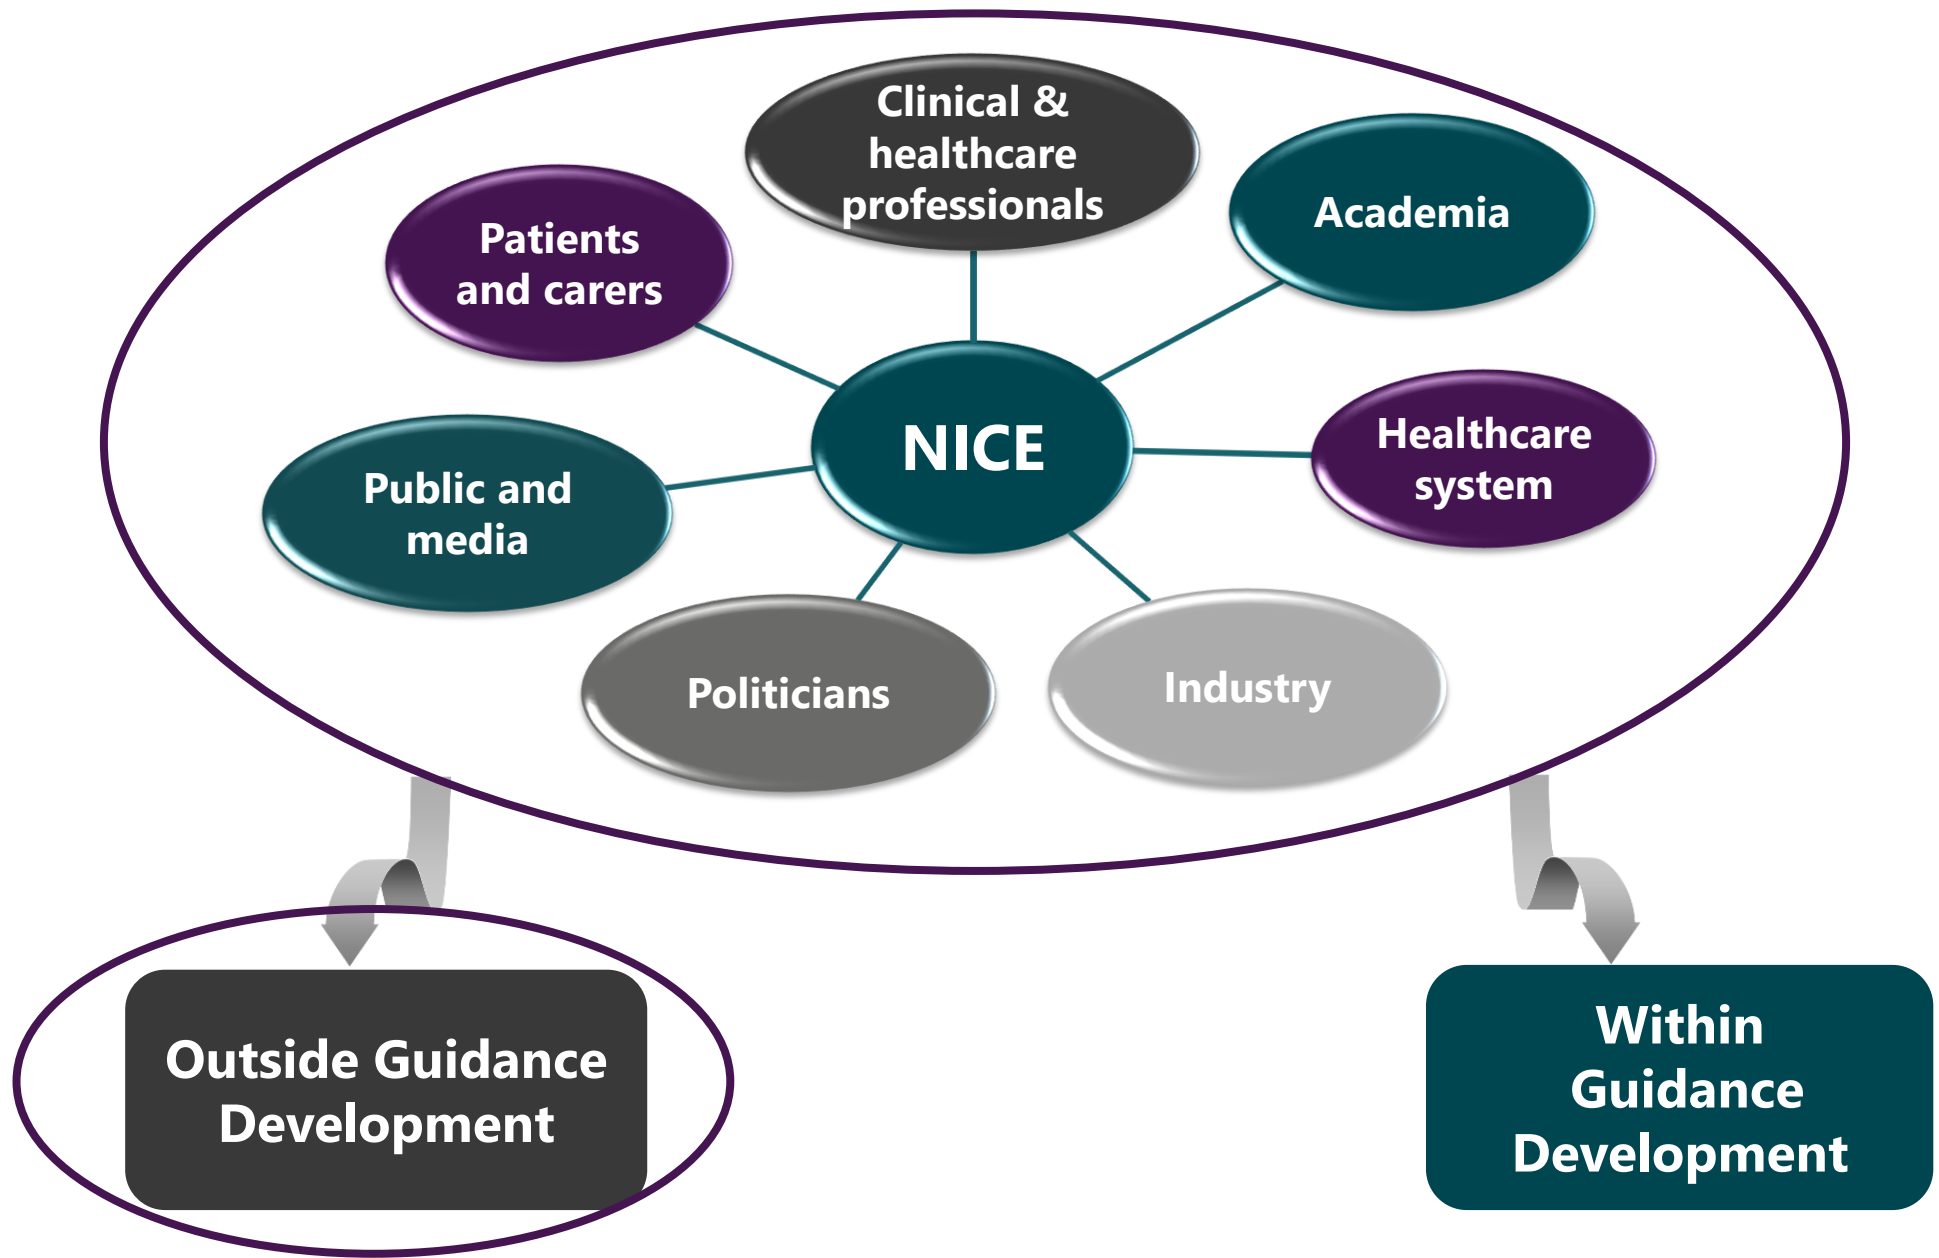 Clinical &
healthcare
professionals
Academia
Patients
and carers
NICE
Healthcare
system
Public and
media
Politicians
Industry
Outside Guidance
Development
Within
Guidance
Development